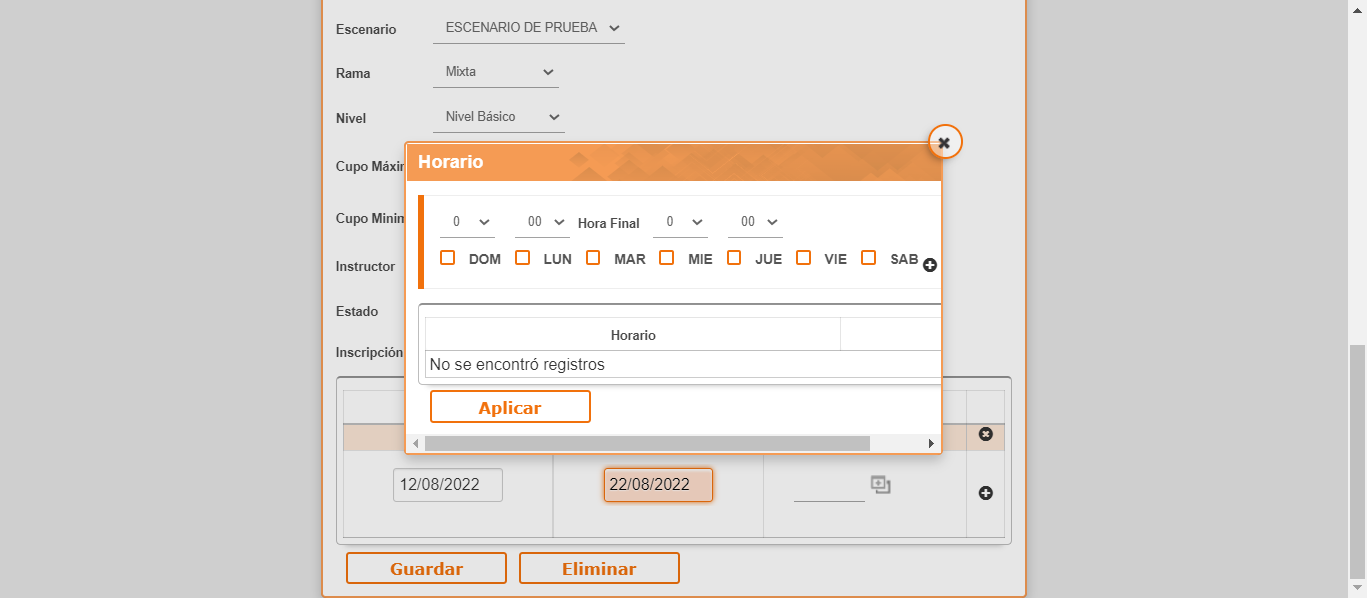 Escenario ESCENARIO DE PRUEBA
Rama Mixta
Nivel Nivel Básico
Horario
Cupo Máxim
0 00 Hora Final 0 00
Cupo Minim
DOM LUN MAR MIE JUE VIE SAB
Instructor
Estado
Horario
Inscripción
No se encontró registros
Aplicar
12/08/2022 22/08/2022
Guardar Eliminar